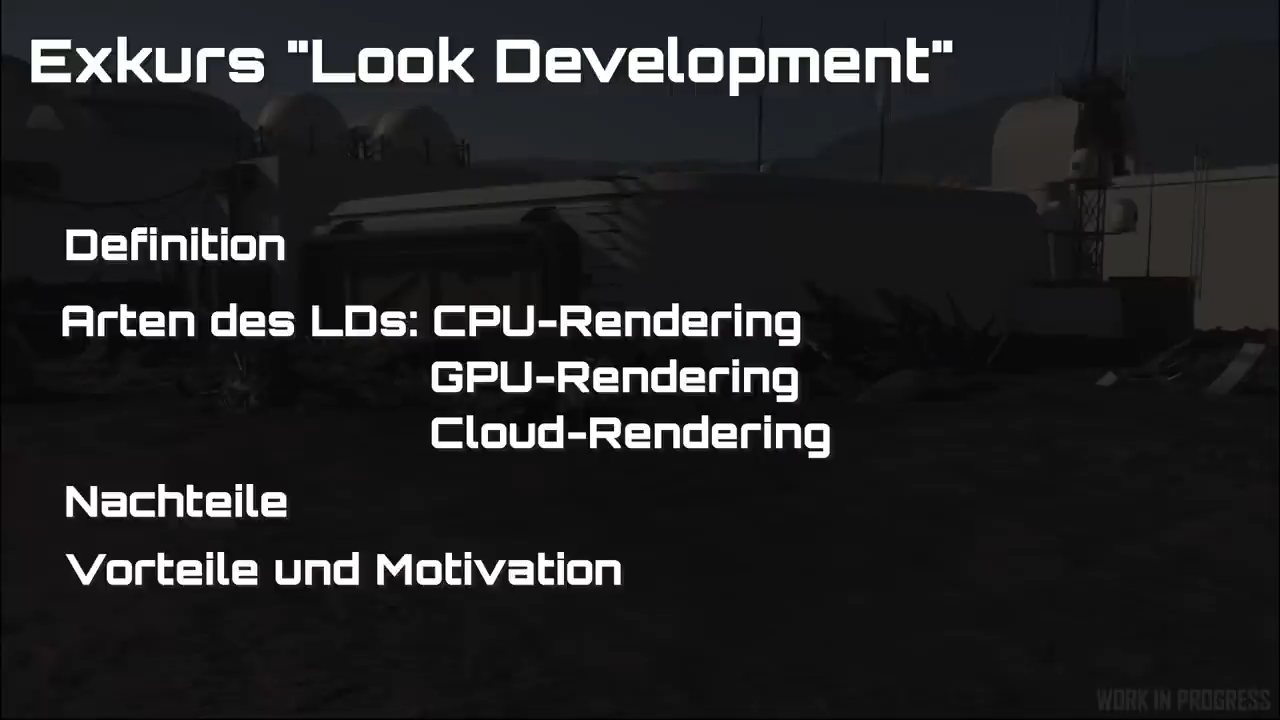 Exkurs "Look Development"
Definition
Arten des LDs: CPU-Rendering
GPU-Rendering
Cloud-Rendering
Nachteile
Vorteile und Motivation
WORK IN PROGRESS